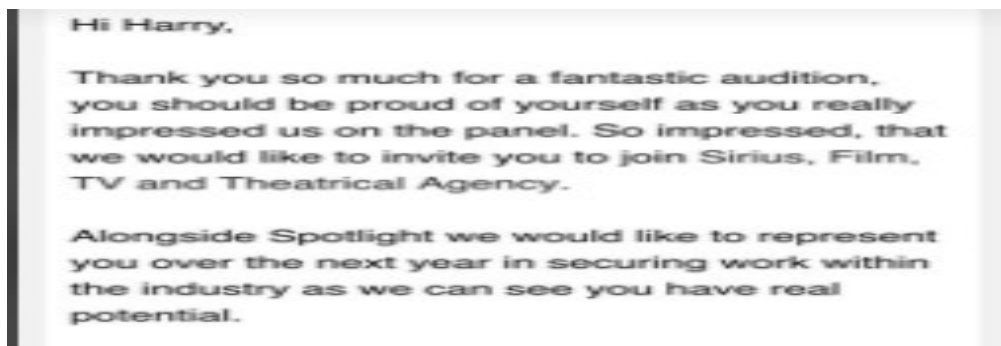 Hi Harry,
Thank you so much for a fantastic audition,
you should be proud of yourself as you really
impressed us on the panel. So impressed, that
we would like to invite you to join Sirius, Film,
TV and Theatrical Agency.
Alongside Spotlight we would like to represent
you over the next year in securing work within
the industry as we can see you have real
potential.